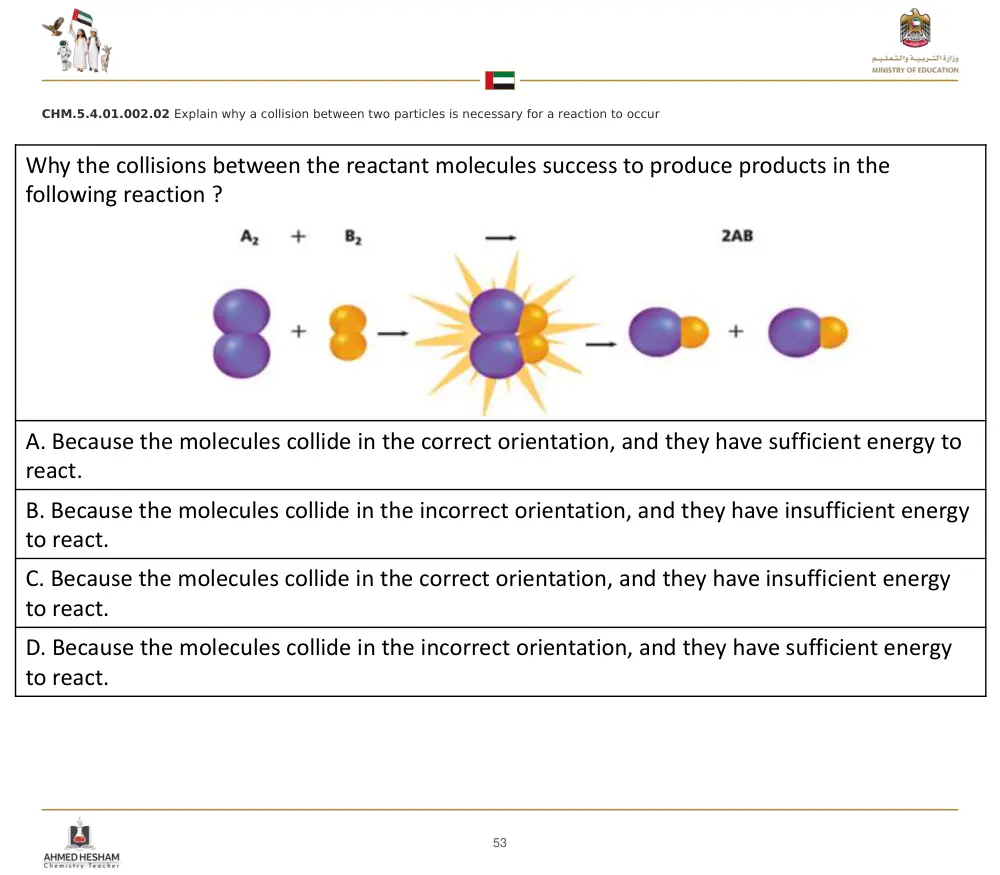 وزارة التربية والتعليم
MINISTRY OF EDUCATION
CHM.5.4.01.002.02 Explain why a collision between two particles is necessary for a reaction to occur
Why the collisions between the reactant molecules success to produce products in the
following reaction ?
A₂ + B₂ → 2AB
+ → → +
A. Because the molecules collide in the correct orientation, and they have sufficient energy to
react.
B. Because the molecules collide in the incorrect orientation, and they have insufficient energy
to react.
C. Because the molecules collide in the correct orientation, and they have insufficient energy
to react.
D. Because the molecules collide in the incorrect orientation, and they have sufficient energy
to react.
53
AHMED HESHAM
Chemistry Teacher